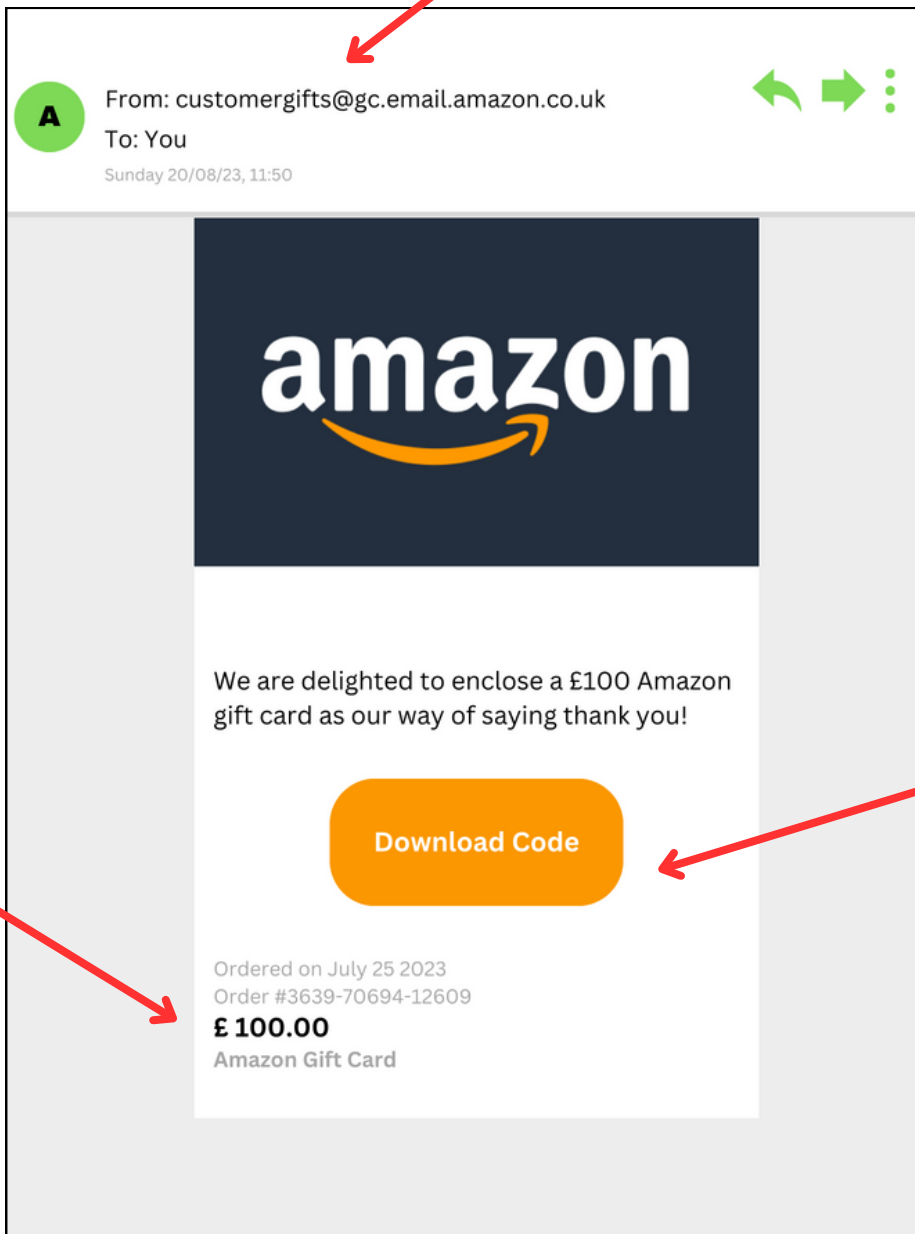 A
From: customergifts@gc.email.amazon.co.uk
To: You
Sunday 20/08/23, 11:50
amazon
We are delighted to enclose a £100 Amazon
gift card as our way of saying thank you!
Download Code
Ordered on July 25 2023
Order #3639-70694-12609
£ 100.00
Amazon Gift Card